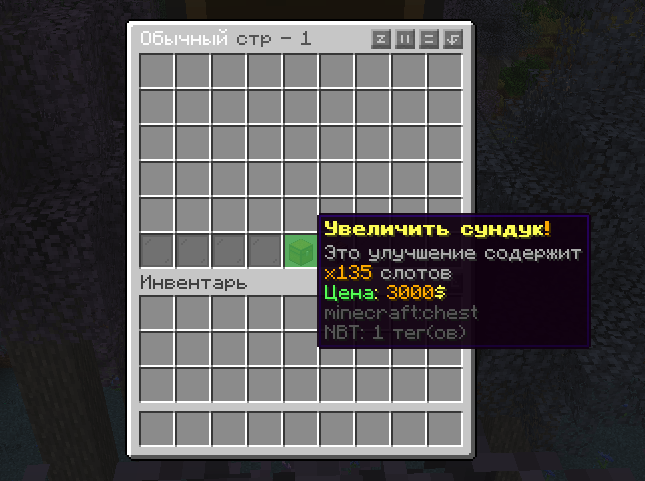 Обычный стр - 1
Увеличить сундук!
Это улучшение содержит
x135 слотов
Цена: 3000$
minecraft:chest
NBT: 1 тег(ов)
Инвентарь